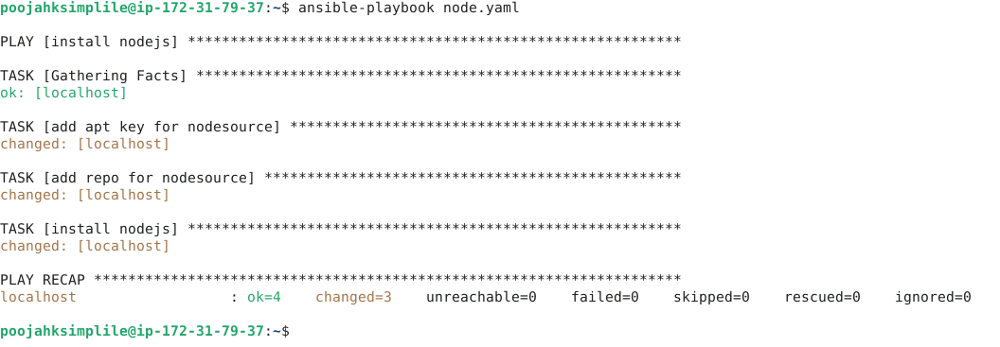 poojahksimplile@ip-172-31-79-37:~$ ansible-playbook node.yaml
PLAY [install nodejs] **********************************************************
TASK [Gathering Facts] *********************************************************
ok: [localhost]
TASK [add apt key for nodesource] **********************************************
changed: [localhost]
TASK [add repo for nodesource] *************************************************
changed: [localhost]
TASK [install nodejs] **********************************************************
changed: [localhost]
PLAY RECAP *********************************************************************
localhost                  : ok=4    changed=3    unreachable=0    failed=0    skipped=0    rescued=0    ignored=0
poojahksimplile@ip-172-31-79-37:~$